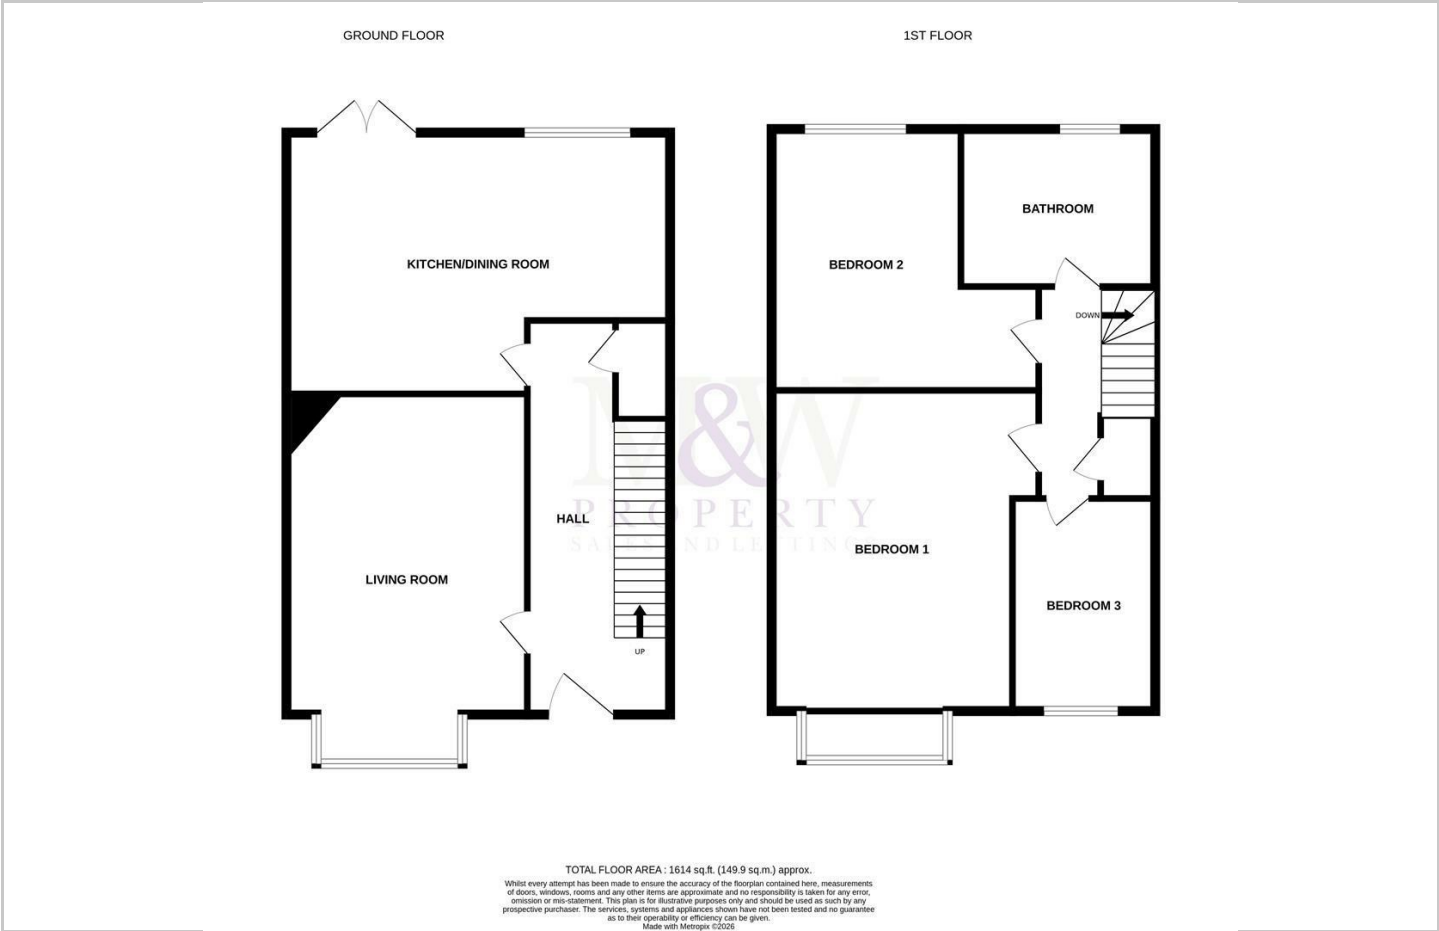 GROUND FLOOR
1ST FLOOR
KITCHEN/DINING ROOM
BEDROOM 2
BATHROOM
DOWN
M&W
PROPERTY
SALES AND LETTINGS
HALL
LIVING ROOM
UP
BEDROOM 1
BEDROOM 3
TOTAL FLOOR AREA : 1614 sq.ft. (149.9 sq.m.) approx.
Whilst every attempt has been made to ensure the accuracy of the floorplan contained here, measurements
of doors, windows, rooms and any other items are approximate and no responsibility is taken for any error,
omission or mis-statement. This plan is for illustrative purposes only and should be used as such by any
prospective purchaser. The services, systems and appliances shown have not been tested and no guarantee
as to their operability or efficiency can be given.
Made with Metropix ©2026